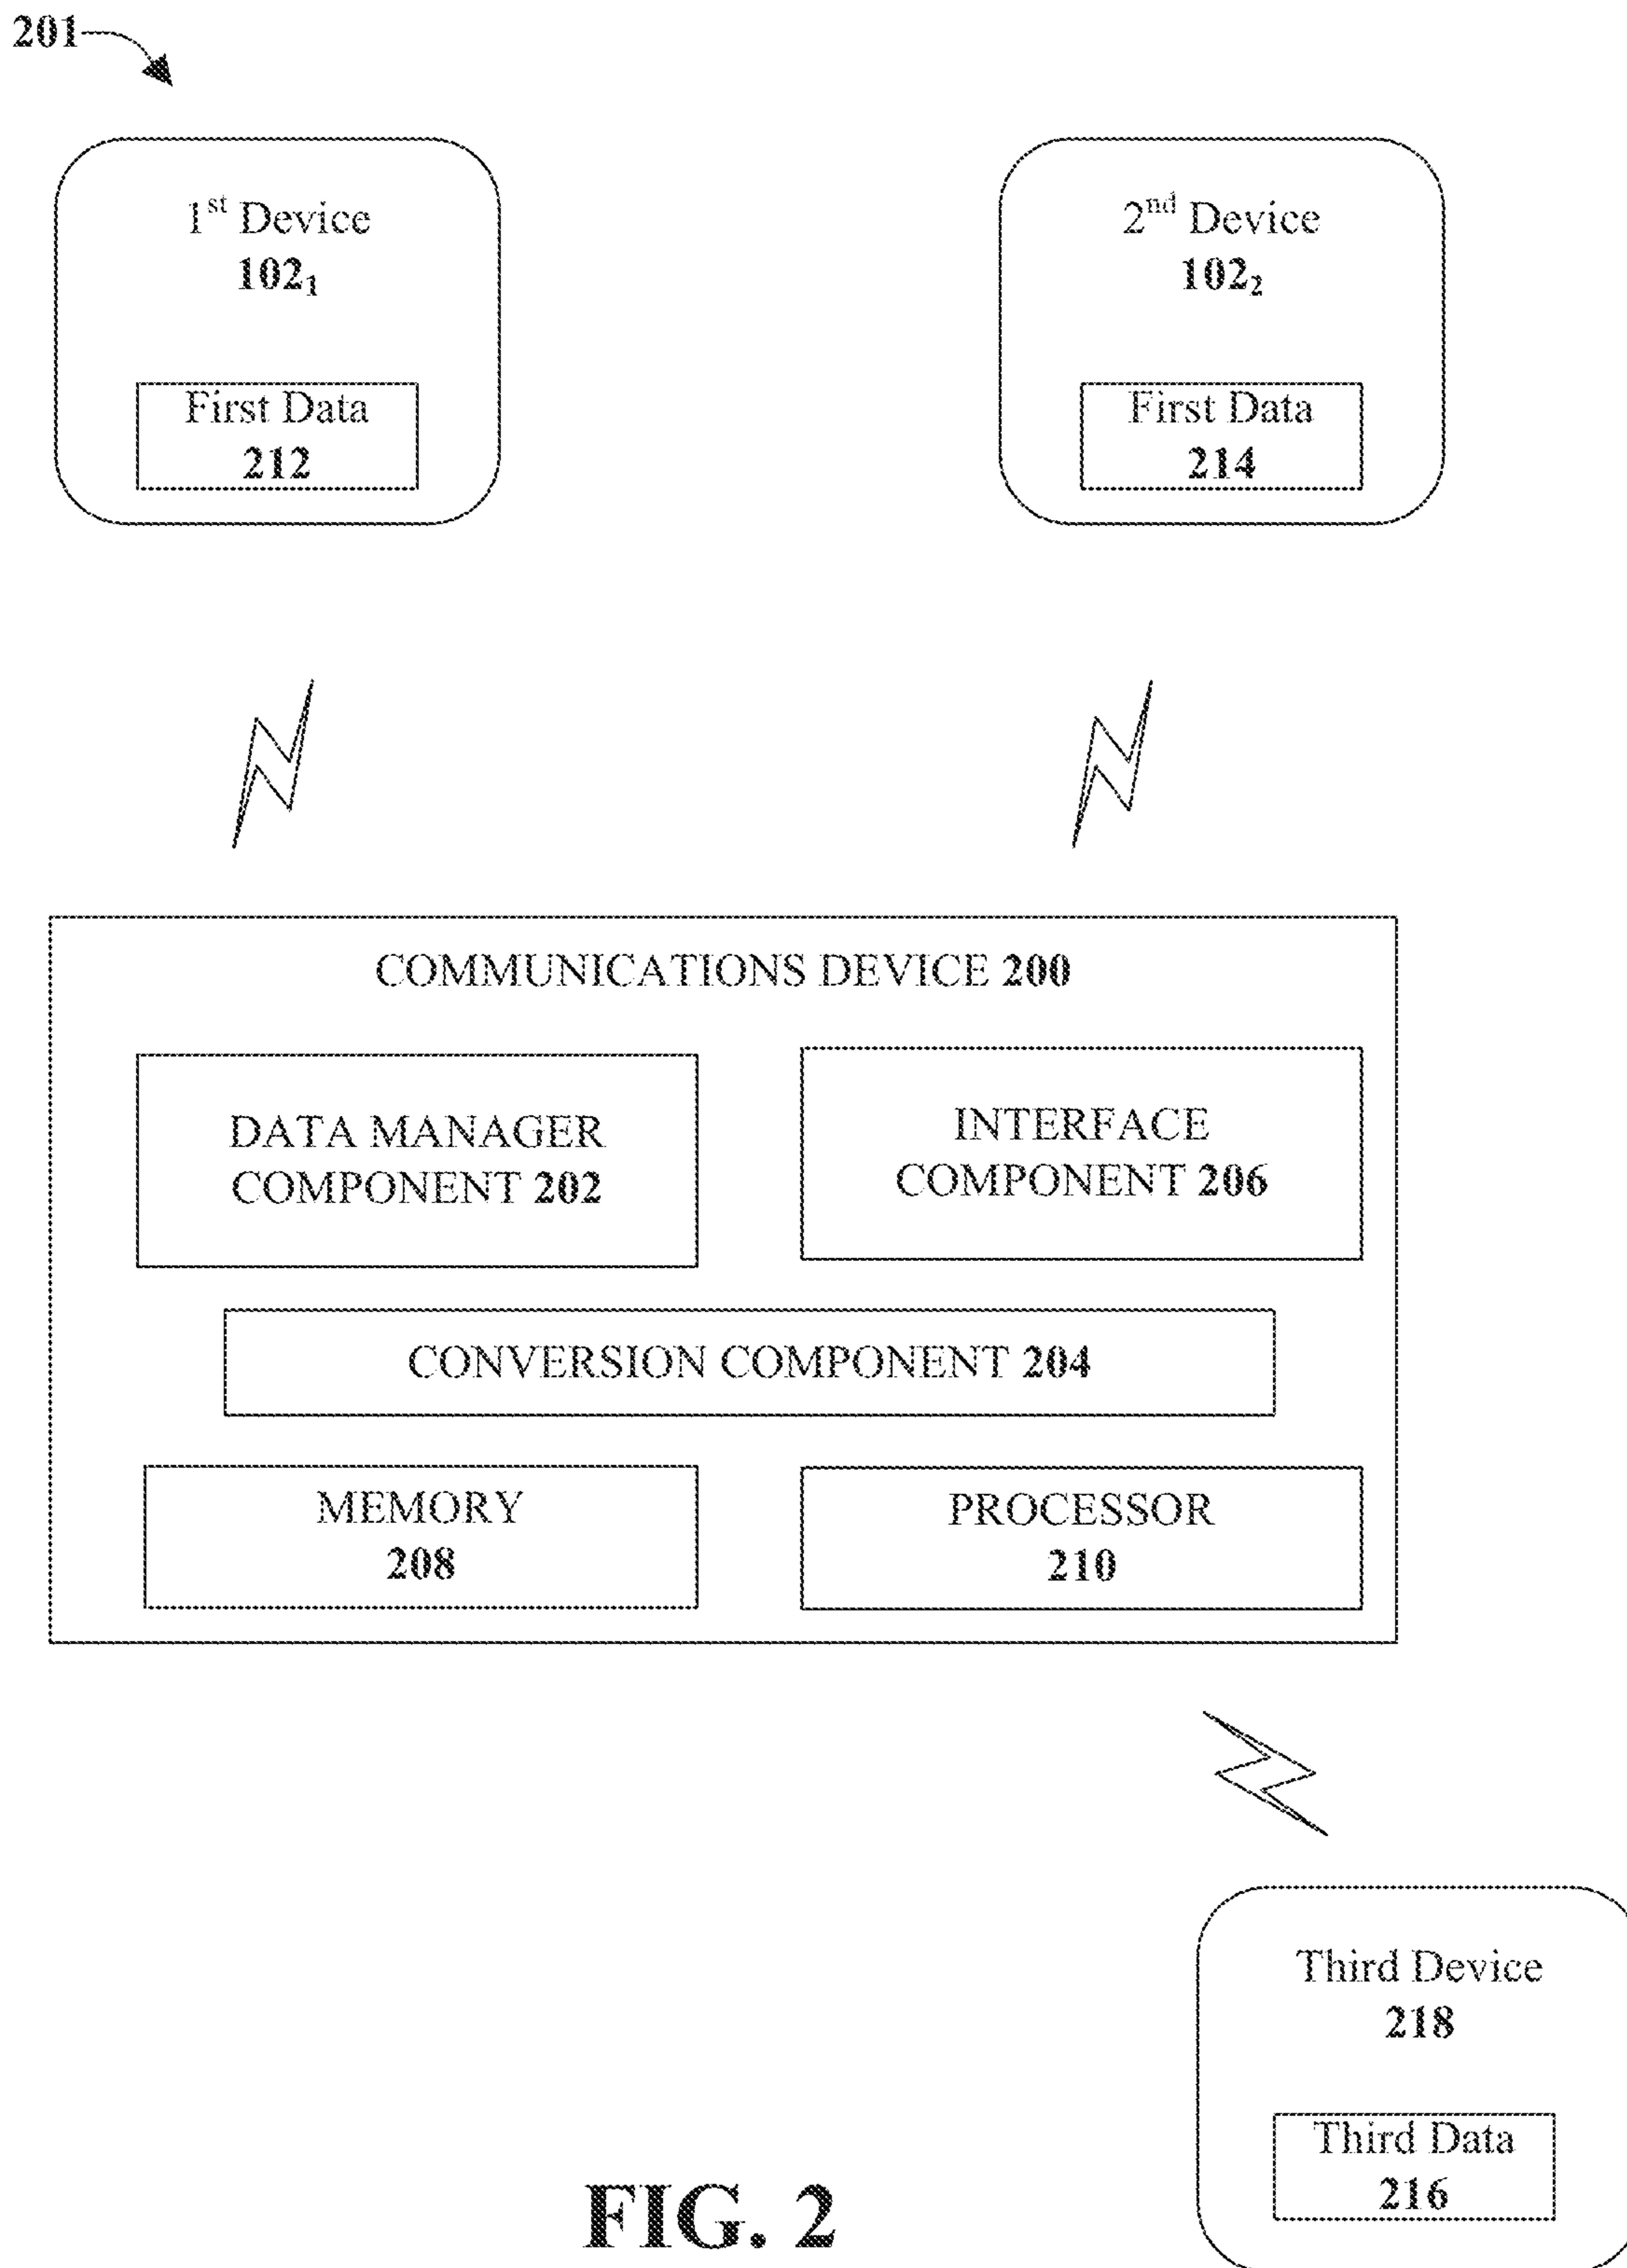 201
1st Device
102₁
First Data
212
2nd Device
102₂
First Data
214
COMMUNICATIONS DEVICE 200
DATA MANAGER
COMPONENT 202
INTERFACE
COMPONENT 206
CONVERSION COMPONENT 204
MEMORY
208
PROCESSOR
210
Third Device
218
Third Data
216
FIG. 2